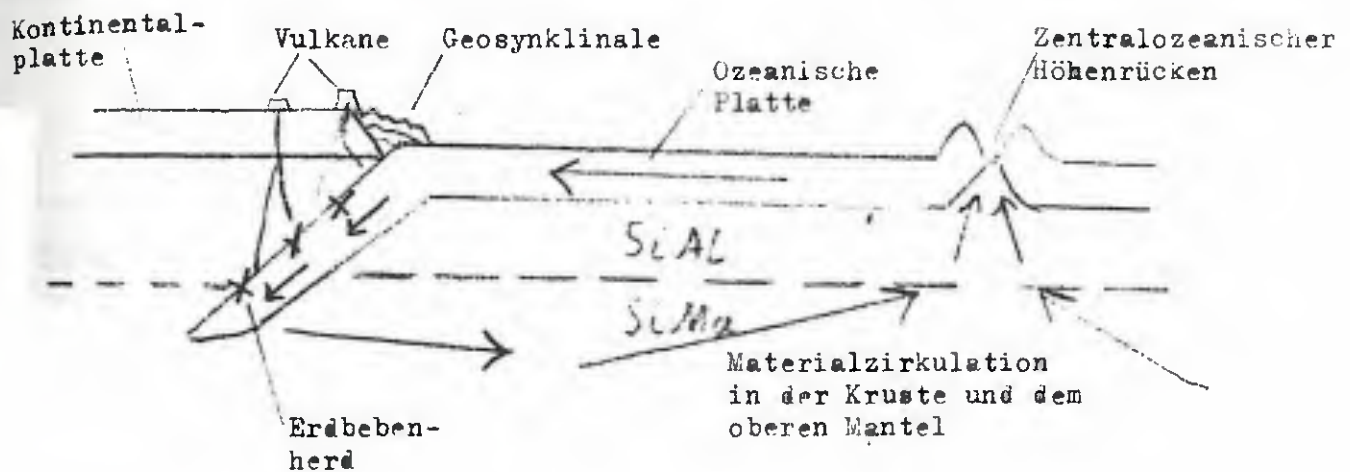 Kontinental-
platte
Vulkane
Geosynklinale
Ozeanische
Platte
Zentralozeanischer
Höhenrücken
SiAL
SiMa
Materialzirkulation
in der Kruste und dem
oberen Mantel
Erdbeben-
herd